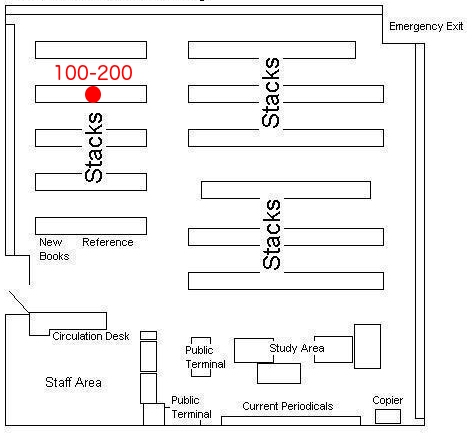 Emergency Exit
100-200
Stacks
Stacks
Stacks
New
Books
Reference
Circulation Desk
Public
Terminal
Study Area
Staff Area
Public
Terminal
Current Periodicals
Copier